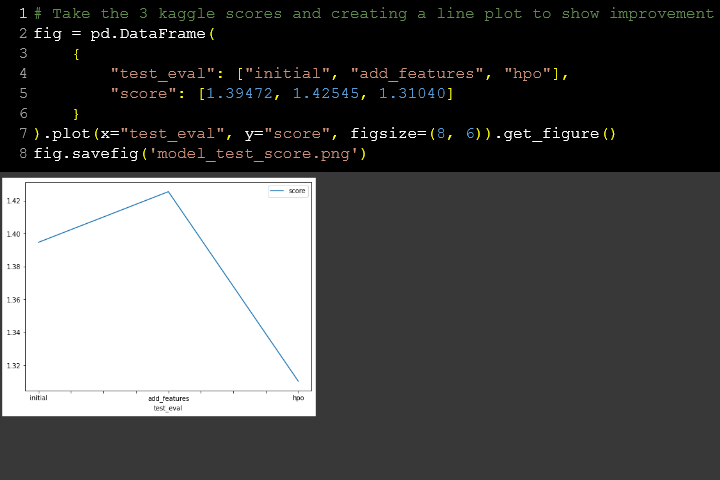 1 # Take the 3 kaggle scores and creating a line plot to show improvement
2 fig = pd.DataFrame(
3     {
4         "test_eval": ["initial", "add_features", "hpo"],
5         "score": [1.39472, 1.42545, 1.31040]
6     }
7 ).plot(x="test_eval", y="score", figsize=(8, 6)).get_figure()
8 fig.savefig('model_test_score.png')
score
1.42
1.40
1.38
1.36
1.34
1.32
initial add_features hpo
test_eval